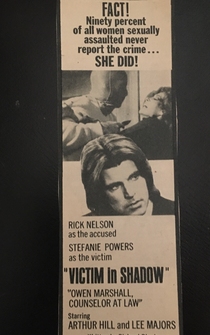 FACT!
Ninety percent
of all women sexually
assaulted never
report the crime...
SHE DID!
RICK NELSON
as the accused
STEFANIE POWERS
as the victim
"VICTIM In SHADOW"
"OWEN MARSHALL,
COUNSELOR AT LAW"
Starring
ARTHUR HILL and LEE MAJORS